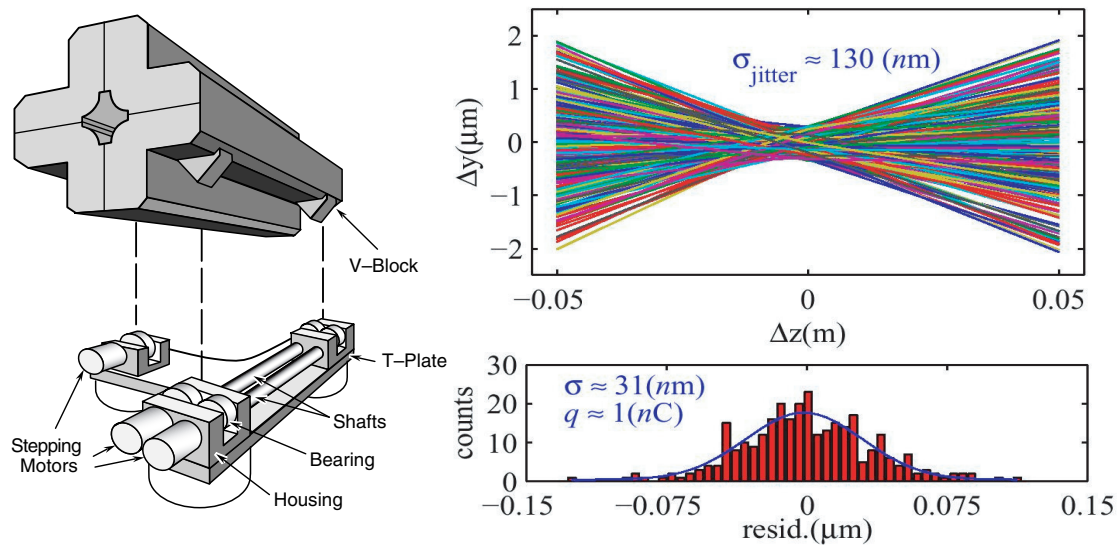 V–Block
T–Plate
Shafts
Stepping
Motors
Bearing
Housing
2
1
0
−1
−2
Δy(μm)
σjitter ≈ 130 (nm)
−0.05
0
0.05
Δz(m)
30
20
10
0
counts
σ ≈ 31(nm)
q ≈ 1(nC)
−0.15
−0.075
0
0.075
0.15
resid.(μm)